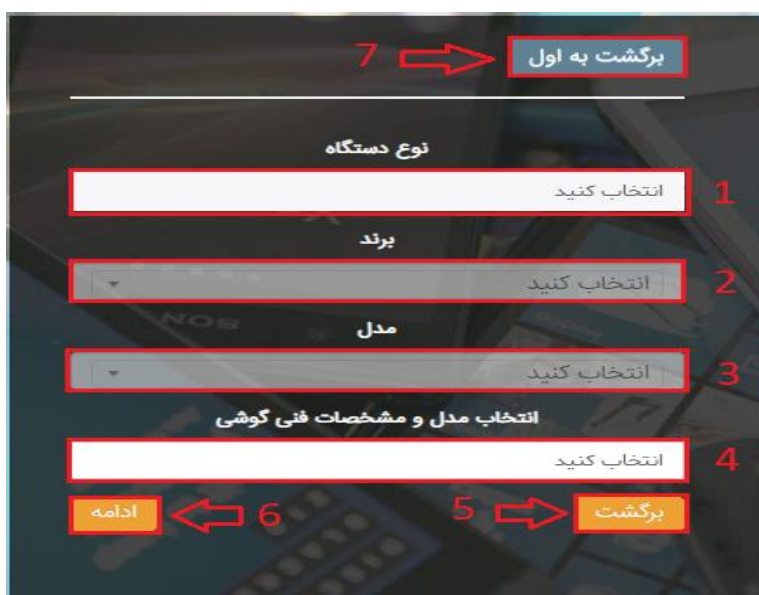 برگشت به اول 7
نوع دستگاه
انتخاب کنید 1
برند
انتخاب کنید 2
SON
مدل
انتخاب کنید 3
انتخاب مدل و مشخصات فنی گوشی
انتخاب کنید 4
برگشت 5 6 ادامه